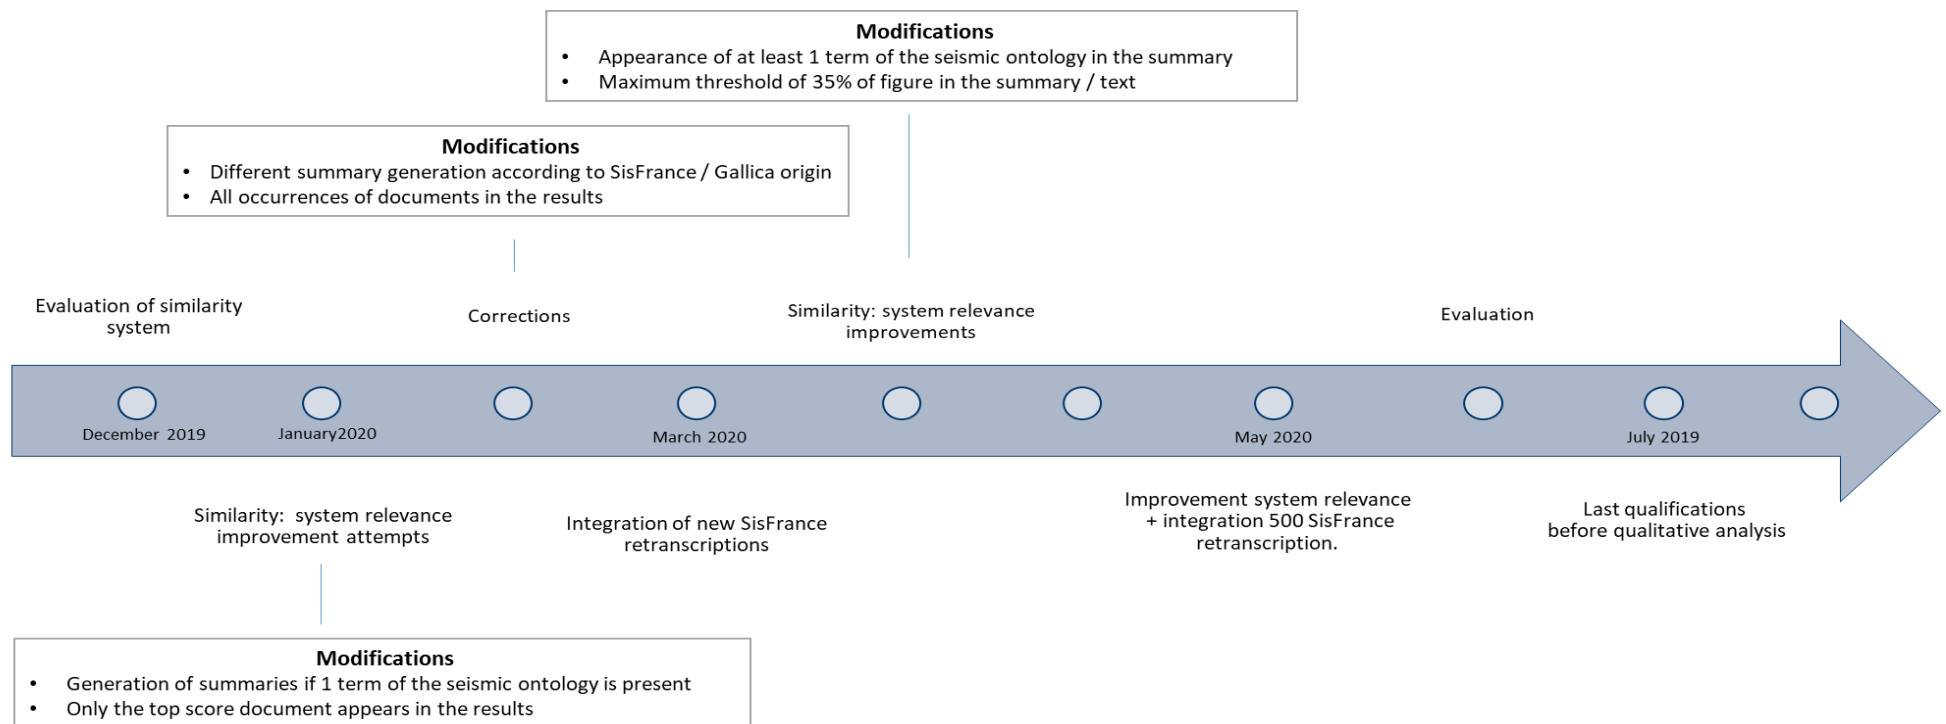 Modifications
• Appearance of at least 1 term of the seismic ontology in the summary
• Maximum threshold of 35% of figure in the summary / text
Modifications
• Different summary generation according to SisFrance / Gallica origin
• All occurrences of documents in the results
Evaluation of similarity
system
Corrections
Similarity: system relevance
improvements
Evaluation
December 2019
January2020
March 2020
May 2020
July 2019
Similarity:  system relevance
improvement attempts
Integration of new SisFrance
retranscriptions
Improvement system relevance
+ integration 500 SisFrance
retranscription.
Last qualifications
before qualitative analysis
Modifications
• Generation of summaries if 1 term of the seismic ontology is present
• Only the top score document appears in the results